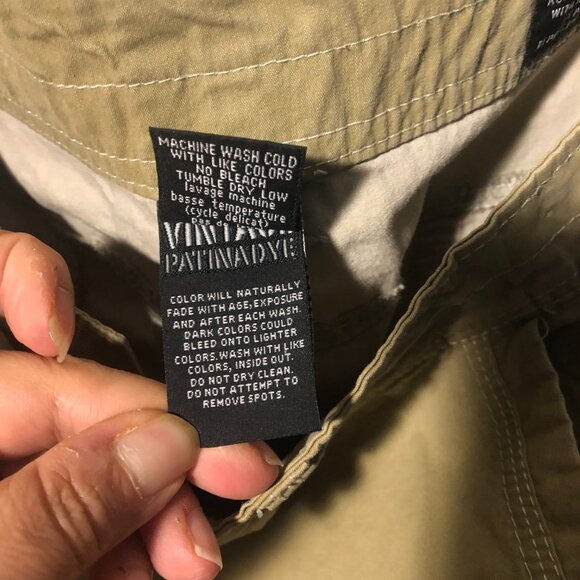 MACHINE WASH COLD
WITH LIKE COLORS
NO BLEACH
TUMBLE DRY LOW
lavage machine
basse temperature
(cycle delicat)
PATINADYE
COLOR WILL NATURALLY
FADE WITH AGE, EXPOSURE
AND AFTER EACH WASH.
DARK COLORS COULD
BLEED ONTO LIGHTER
COLORS. WASH WITH LIKE
COLORS, INSIDE OUT.
DO NOT DRY CLEAN.
DO NOT ATTEMPT TO
REMOVE SPOTS.